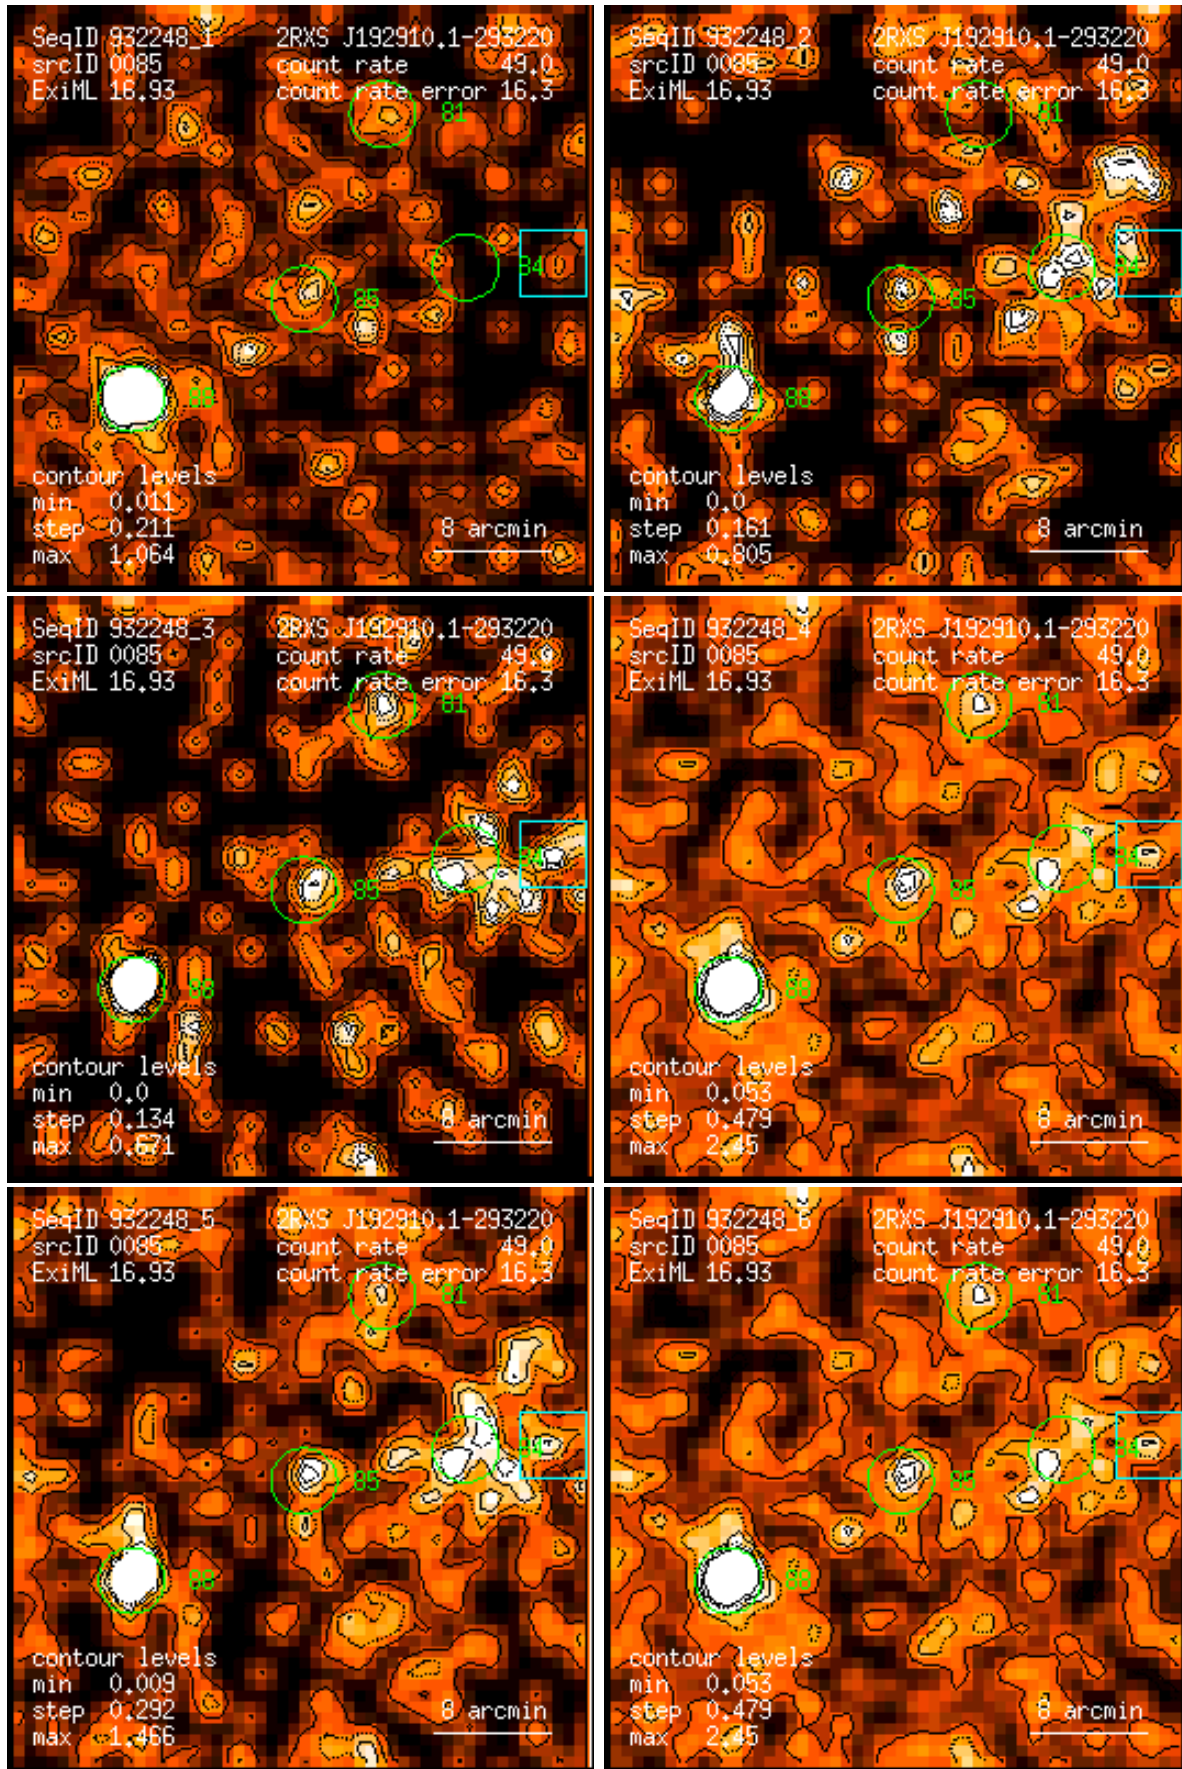 SeqID 932248_1 2RXS J192910.1-293220
srcID 0085 count rate 49.0
ExiML 16.93 count rate error 16.3
81
84
85
88
contour levels
min 0.011
step 0.211 8 arcmin
max 1.064
SeqID 932248_2 2RXS J192910.1-293220
srcID 0085 count rate 49.0
ExiML 16.93 count rate error 16.3
81
84
85
88
contour levels
min 0.0
step 0.161 8 arcmin
max 0.805
SeqID 932248_3 2RXS J192910.1-293220
srcID 0085 count rate 49.0
ExiML 16.93 count rate error 16.3
81
84
85
88
contour levels
min 0.0
step 0.134 8 arcmin
max 0.671
SeqID 932248_4 2RXS J192910.1-293220
srcID 0085 count rate 49.0
ExiML 16.93 count rate error 16.3
81
84
85
88
contour levels
min 0.053
step 0.479 8 arcmin
max 2.45
SeqID 932248_5 2RXS J192910.1-293220
srcID 0085 count rate 49.0
ExiML 16.93 count rate error 16.3
81
84
85
88
contour levels
min 0.009
step 0.292 8 arcmin
max 1.466
SeqID 932248_6 2RXS J192910.1-293220
srcID 0085 count rate 49.0
ExiML 16.93 count rate error 16.3
81
84
85
88
contour levels
min 0.053
step 0.479 8 arcmin
max 2.45